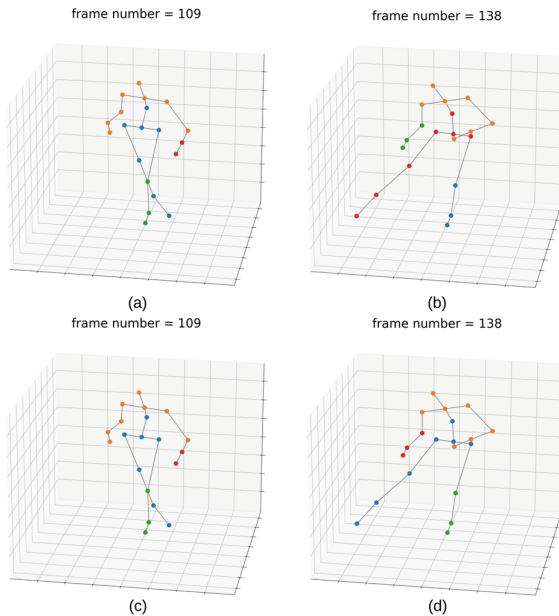 frame number = 109
frame number = 138
(a)
(b)
frame number = 109
frame number = 138
(c)
(d)